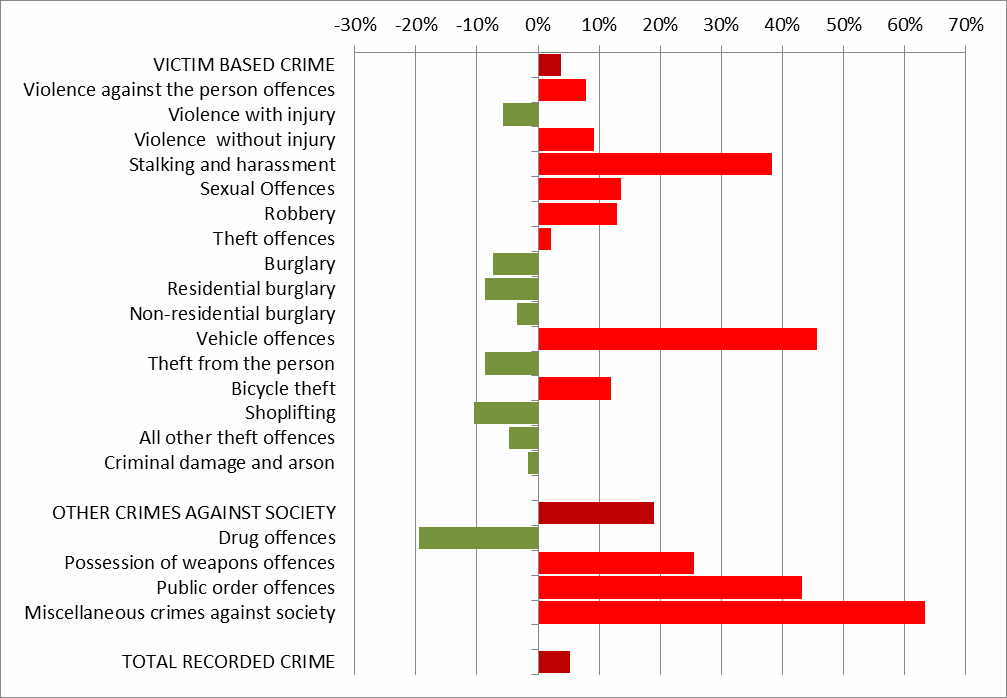 -30% -20% -10% 0% 10% 20% 30% 40% 50% 60% 70%
VICTIM BASED CRIME
Violence against the person offences
Violence with injury
Violence  without injury
Stalking and harassment
Sexual Offences
Robbery
Theft offences
Burglary
Residential burglary
Non-residential burglary
Vehicle offences
Theft from the person
Bicycle theft
Shoplifting
All other theft offences
Criminal damage and arson
OTHER CRIMES AGAINST SOCIETY
Drug offences
Possession of weapons offences
Public order offences
Miscellaneous crimes against society
TOTAL RECORDED CRIME